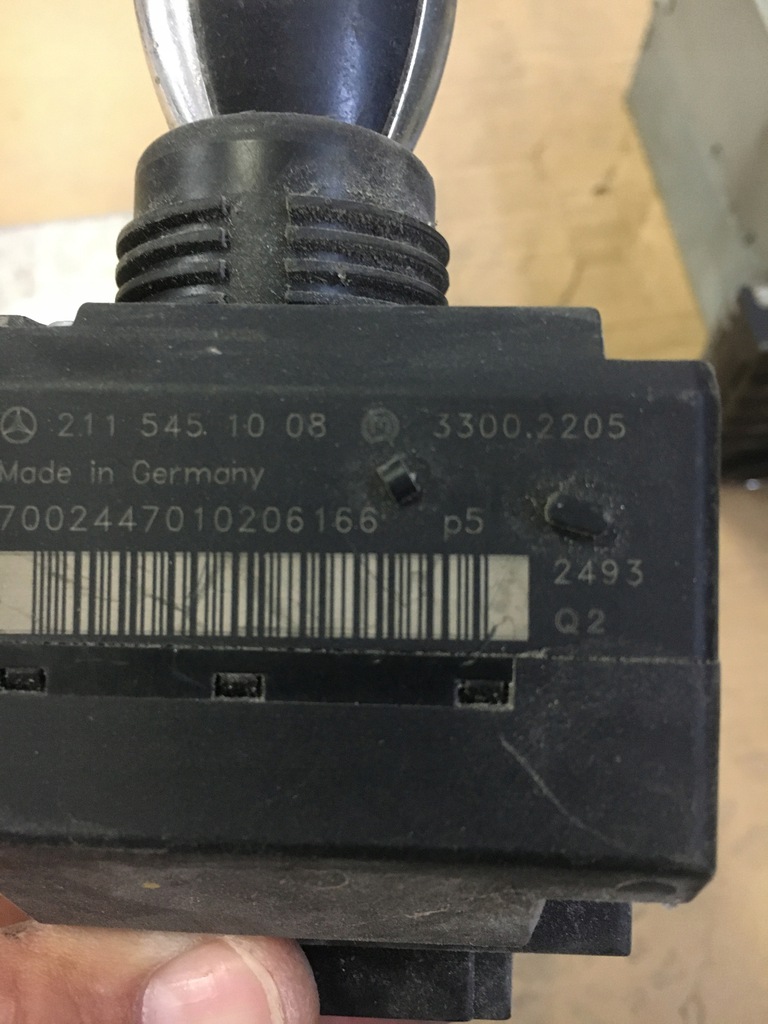 211 545 10 08 3300.2205
Made in Germany
7002447010206166 p5
2493
Q2